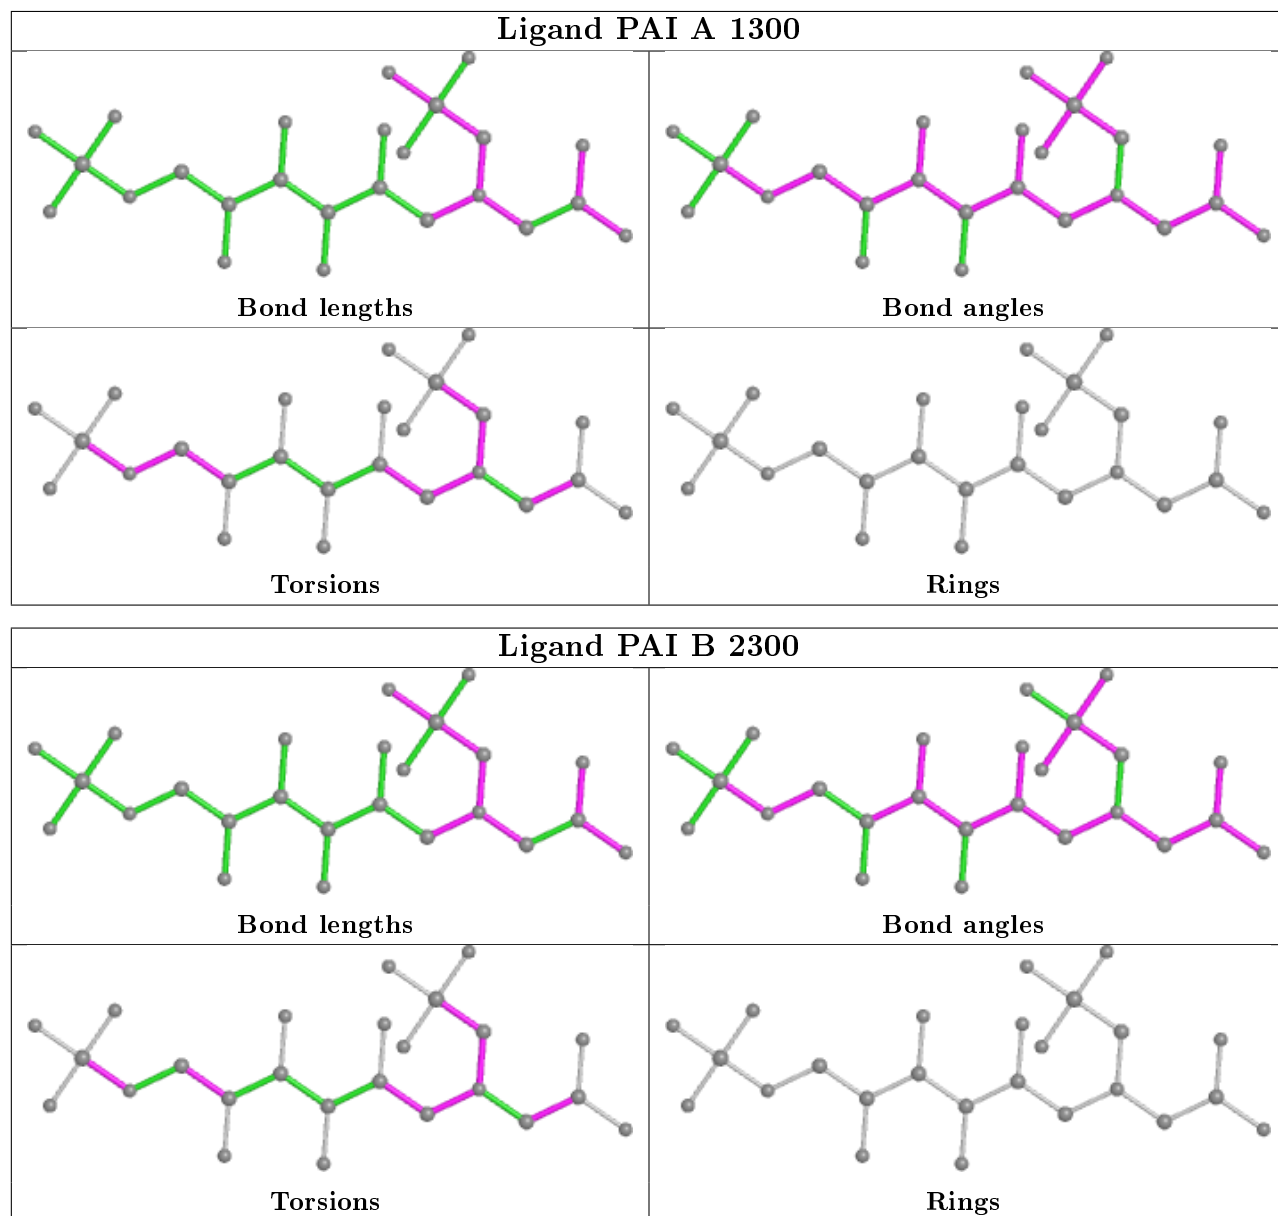 Ligand PAI A 1300
Bond lengths
Bond angles
Torsions
Rings
Ligand PAI B 2300
Bond lengths
Bond angles
Torsions
Rings